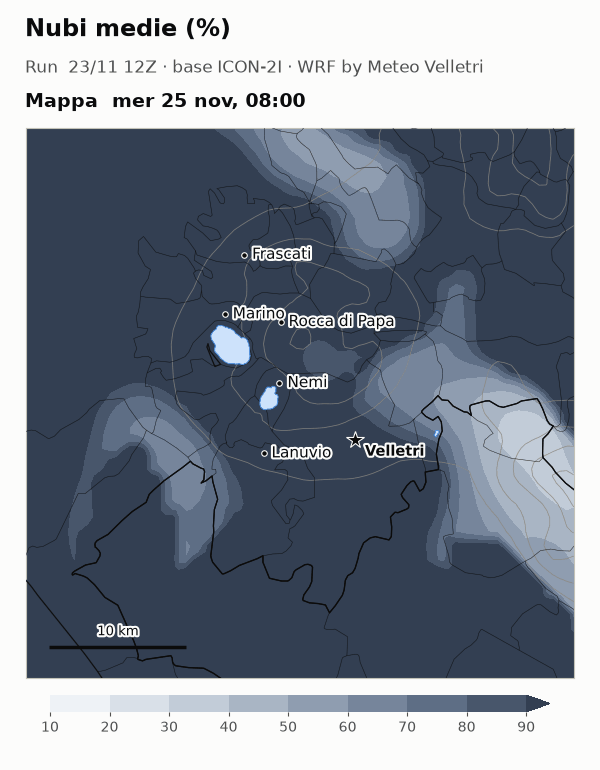 Nubi medie (%)
Run  23/11 12Z · base ICON-2I · WRF by Meteo Velletri
Mappa  mer 25 nov, 08:00
Frascati
Marino
Rocca di Papa
Nemi
Velletri
Lanuvio
10 km
10 20 30 40 50 60 70 80 90